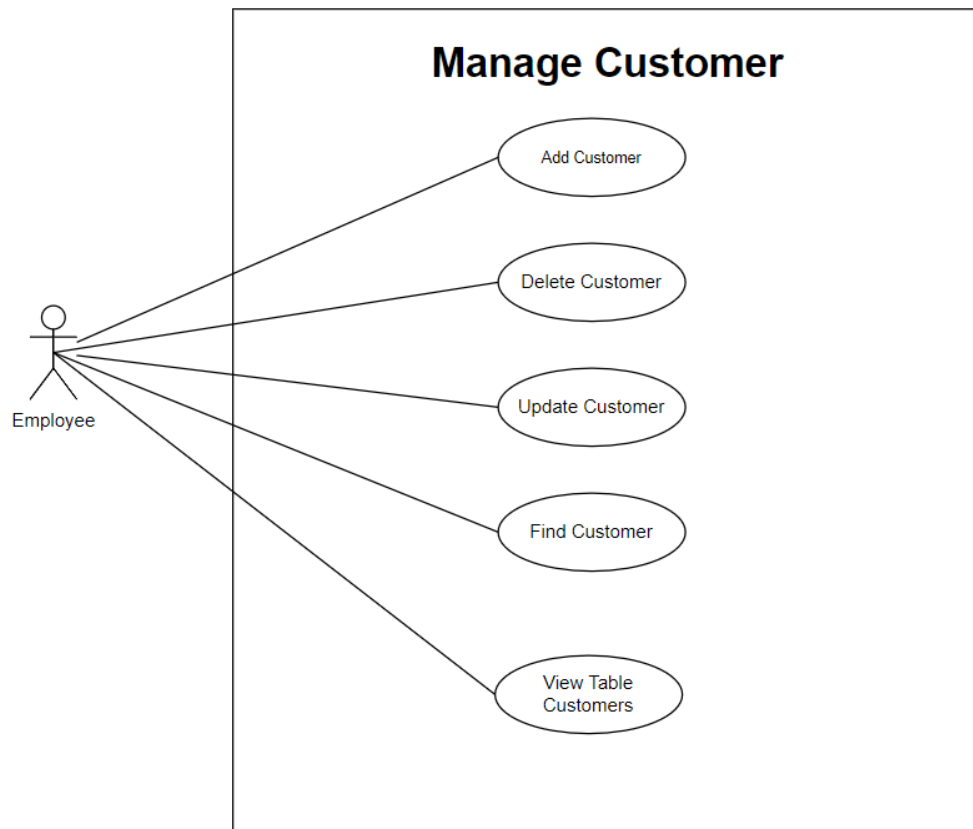 Manage Customer
Add Customer
Delete Customer
Employee
Update Customer
Find Customer
View Table
Customers